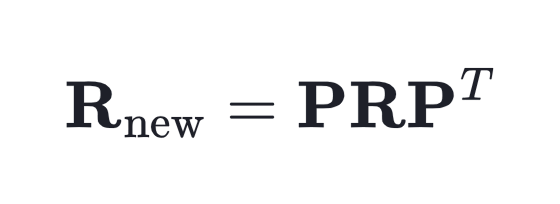 R_new = PRP^T